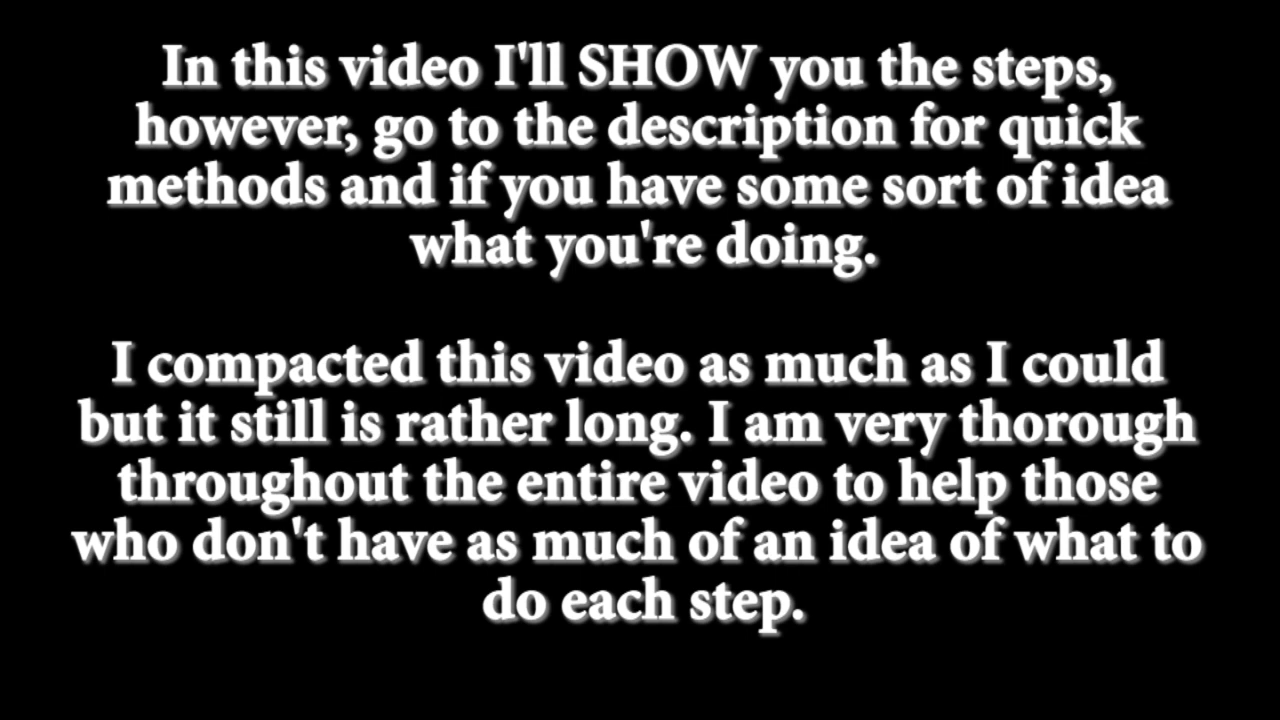 In this video I'll SHOW you the steps,
however, go to the description for quick
methods and if you have some sort of idea
what you're doing.
I compacted this video as much as I could
but it still is rather long. I am very thorough
throughout the entire video to help those
who don't have as much of an idea of what to
do each step.